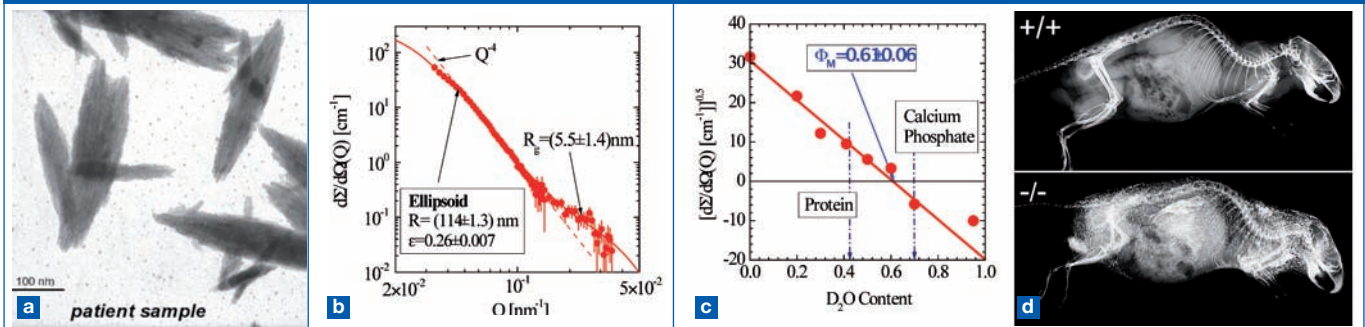 100 nm
patient sample
a
dΣ/dΩ(Q) [cm⁻¹]
10²
10¹
10⁰
10⁻¹
10⁻²
Q⁻⁴
R_g=(5.5±1.4)nm
Ellipsoid
R= (114±1.3) nm
ε=0.26±0.007
2×10⁻²
10⁻¹
5×10⁻²
Q [nm⁻¹]
b
[dΣ/dΩ(Q) [cm⁻¹]]⁰·⁵
40
30
20
10
0
-10
-20
Φ_M=0.61±0.06
Calcium
Phosphate
Protein
0.0
0.2
0.4
0.6
0.8
1.0
D₂O Content
c
+/+
-/-
d